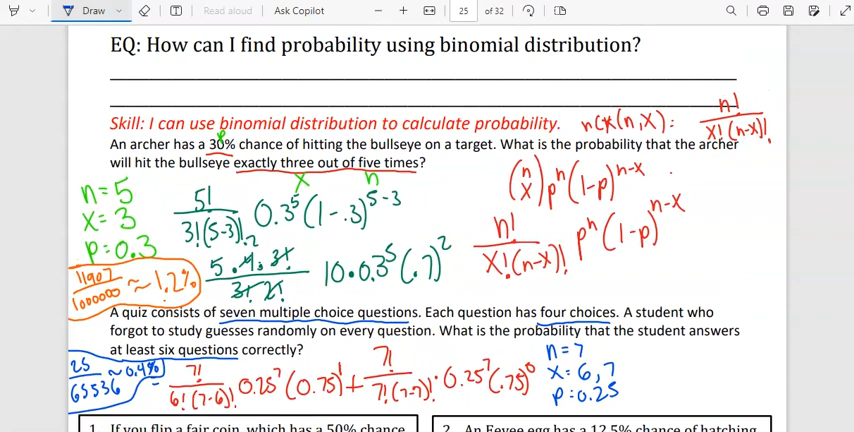 Draw
Read aloud
Ask Copilot
25
of 32
EQ: How can I find probability using binomial distribution?
Skill: I can use binomial distribution to calculate probability.
nCx(n,x): n!/x!(n-x)!
An archer has a 30% chance of hitting the bullseye on a target. What is the probability that the archer
will hit the bullseye exactly three out of five times?
p
x
n
n=5
x=3
p=0.3
(n x) p^n (1-p)^n-x
5!/3!(5-3)! 0.3^5 (1-.3)^5-3
n!/x!(n-x)! p^n (1-p)^n-x
5·4·3!/3!2! 10·0.3^5 (.7)^2
11907/1000000 ≈1.2%
A quiz consists of seven multiple choice questions. Each question has four choices. A student who
forgot to study guesses randomly on every question. What is the probability that the student answers
at least six questions correctly?
n=7
x=6,7
p=0.25
25/65536 ≈0.4%
7!/6!(7-6)! 0.25^7 (0.75)^1 + 7!/7!(7-7)! · 0.25^7 (.75)^0
1. If you flip a fair coin, which has a 50% chance
2. An Eevee egg has a 12.5% chance of hatching